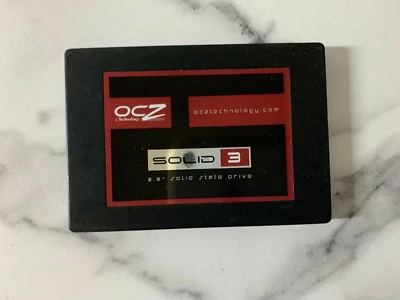 OCZ
Technology
ocztechnology.com
SOLID 3
2.5" solid state drive